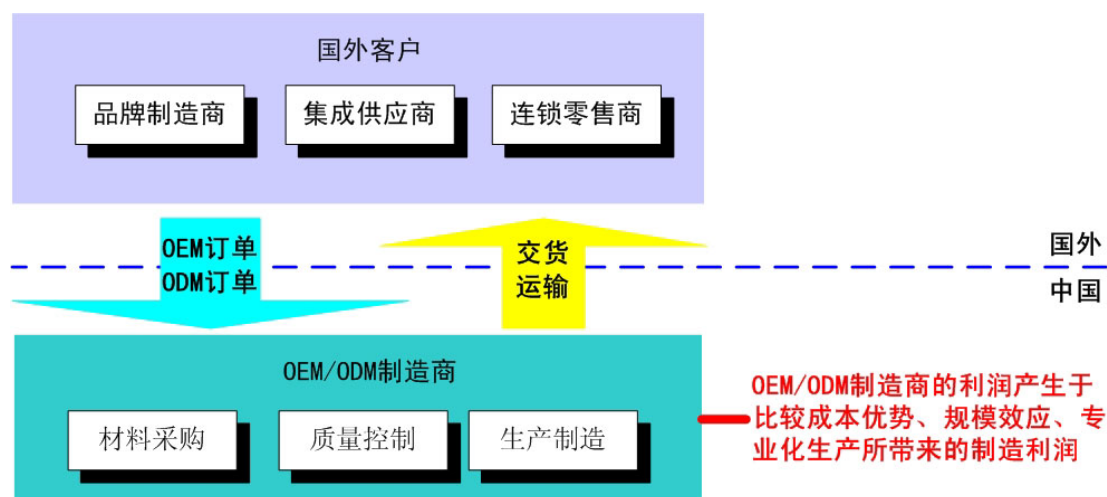 国外客户
品牌制造商
集成供应商
连锁零售商
OEM订单
ODM订单
交货
运输
国外
中国
OEM/ODM制造商
材料采购
质量控制
生产制造
OEM/ODM制造商的利润产生于
比较成本优势、规模效应、专
业化生产所带来的制造利润